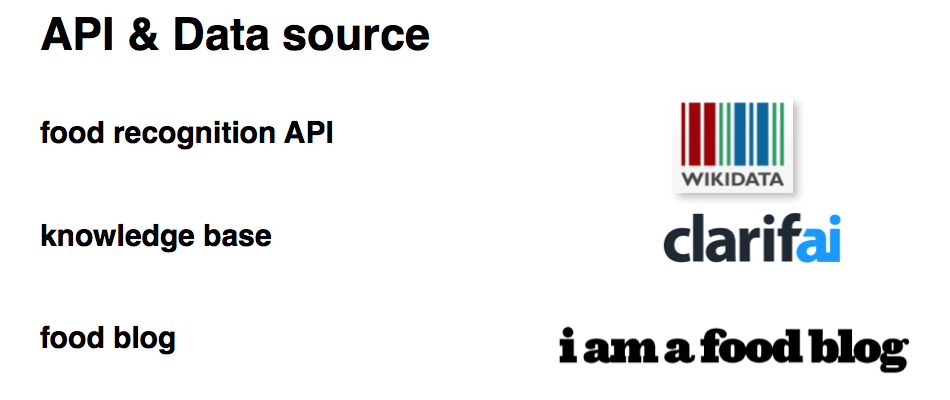 API & Data source
food recognition API
WIKIDATA
knowledge base
clarifai
food blog
i am a food blog